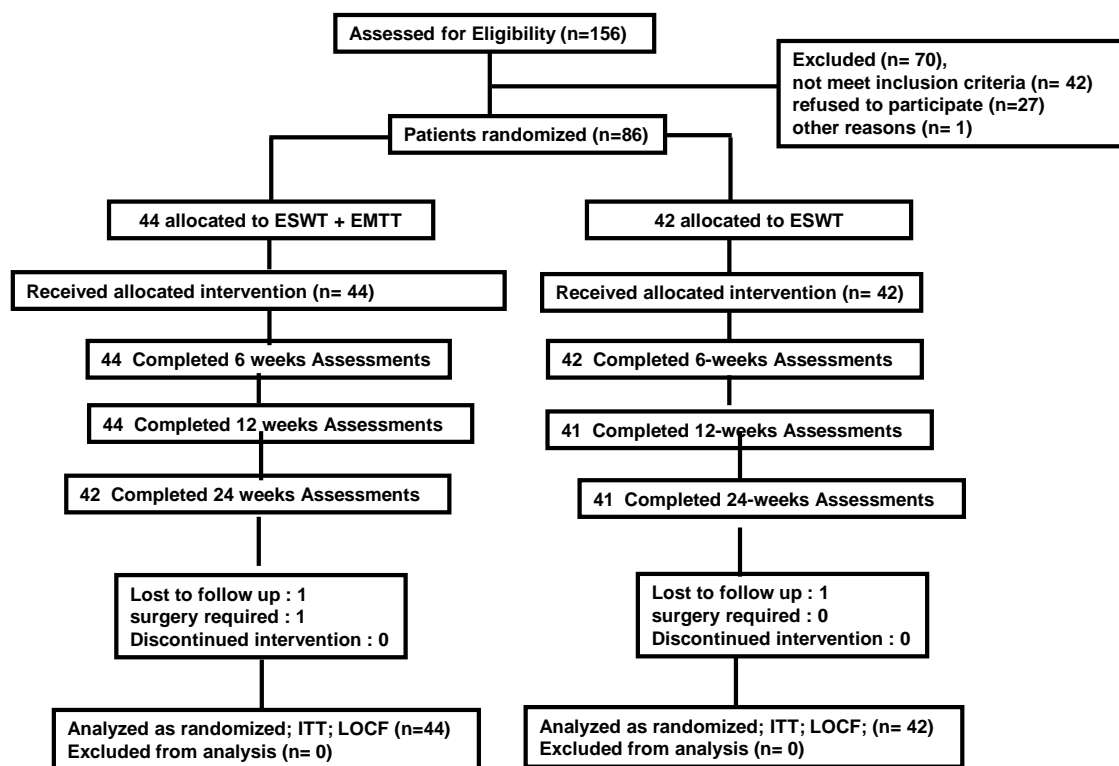 Assessed for Eligibility (n=156)
Excluded (n= 70),
not meet inclusion criteria (n= 42)
refused to participate (n=27)
other reasons (n= 1)
Patients randomized (n=86)
44 allocated to ESWT + EMTT
42 allocated to ESWT
Received allocated intervention (n= 44)
Received allocated intervention (n= 42)
44 Completed 6 weeks Assessments
42 Completed 6-weeks Assessments
44 Completed 12 weeks Assessments
41 Completed 12-weeks Assessments
42 Completed 24 weeks Assessments
41 Completed 24-weeks Assessments
Lost to follow up : 1
surgery required : 1
Discontinued intervention : 0
Lost to follow up : 1
surgery required : 0
Discontinued intervention : 0
Analyzed as randomized; ITT; LOCF (n=44)
Excluded from analysis (n= 0)
Analyzed as randomized; ITT; LOCF; (n= 42)
Excluded from analysis (n= 0)